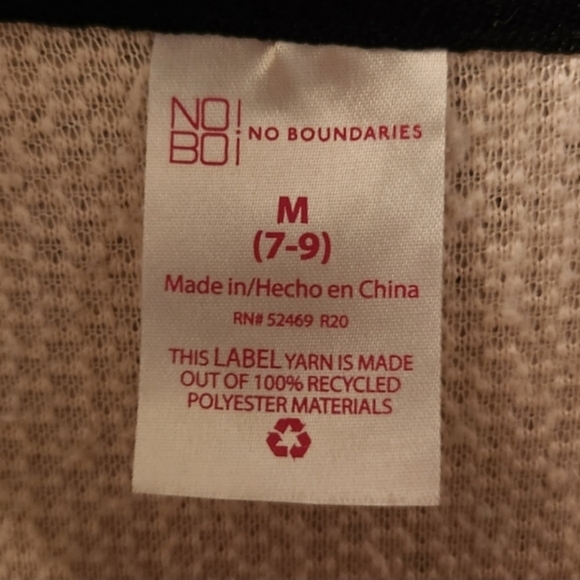 NO!
BO¡ NO BOUNDARIES
M
(7-9)
Made in/Hecho en China
RN# 52469 R20
THIS LABEL YARN IS MADE
OUT OF 100% RECYCLED
POLYESTER MATERIALS